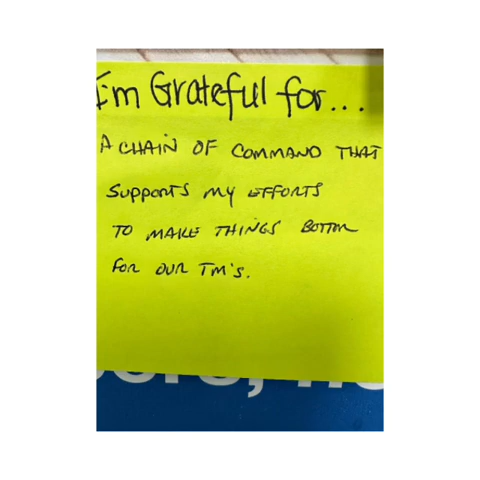 I'm Grateful for...
A CHAIN OF COMMAND THAT
SUPPORTS MY EFFORTS
TO MAKE THINGS BETTER
FOR OUR TM'S.